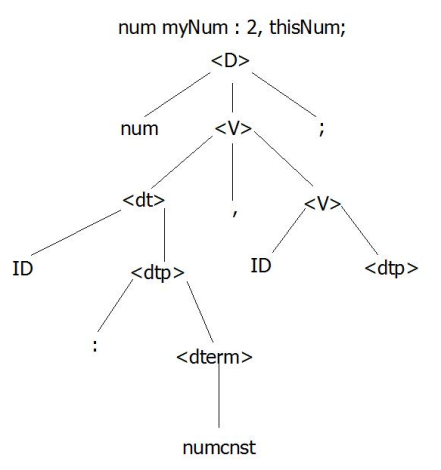 num myNum : 2, thisNum;
<D>
num <V> ;
<dt> , <V>
ID <dtp> ID <dtp>
: <dterm>
numcnst